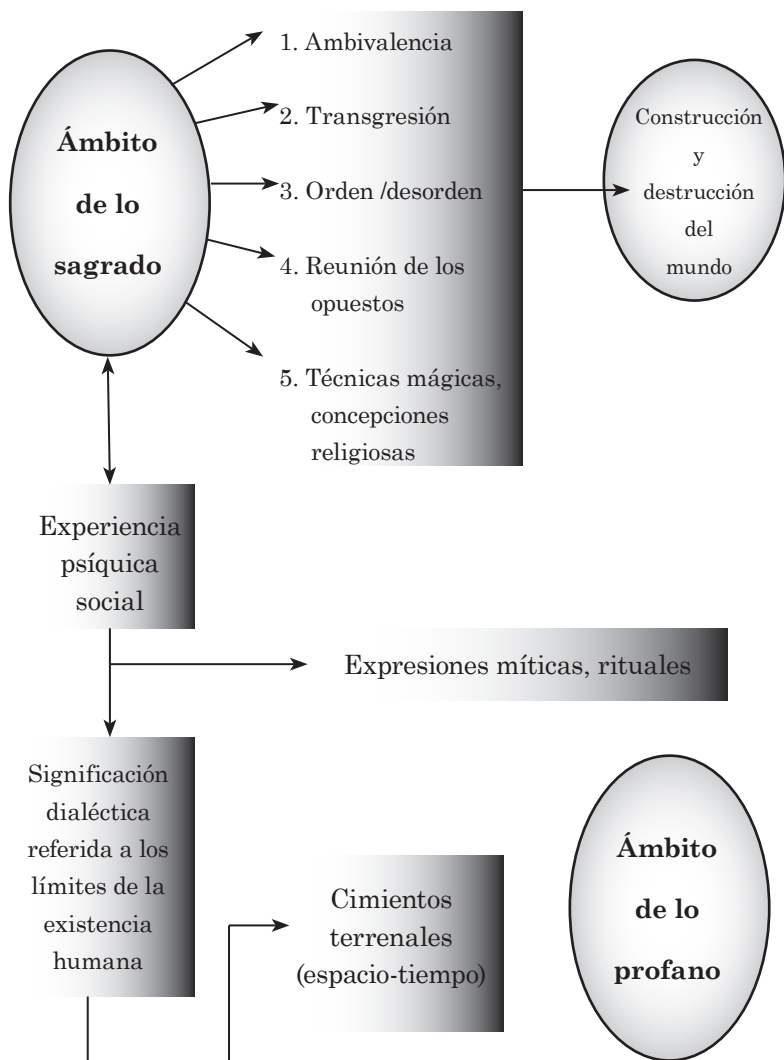 Ámbito
de lo
sagrado
1. Ambivalencia
2. Transgresión
3. Orden /desorden
4. Reunión de los
opuestos
5. Técnicas mágicas,
concepciones
religiosas
Construcción
y
destrucción
del
mundo
Experiencia
psíquica
social
Expresiones míticas, rituales
Significación
dialéctica
referida a los
límites de la
existencia
humana
Cimientos
terrenales
(espacio-tiempo)
Ámbito
de lo
profano